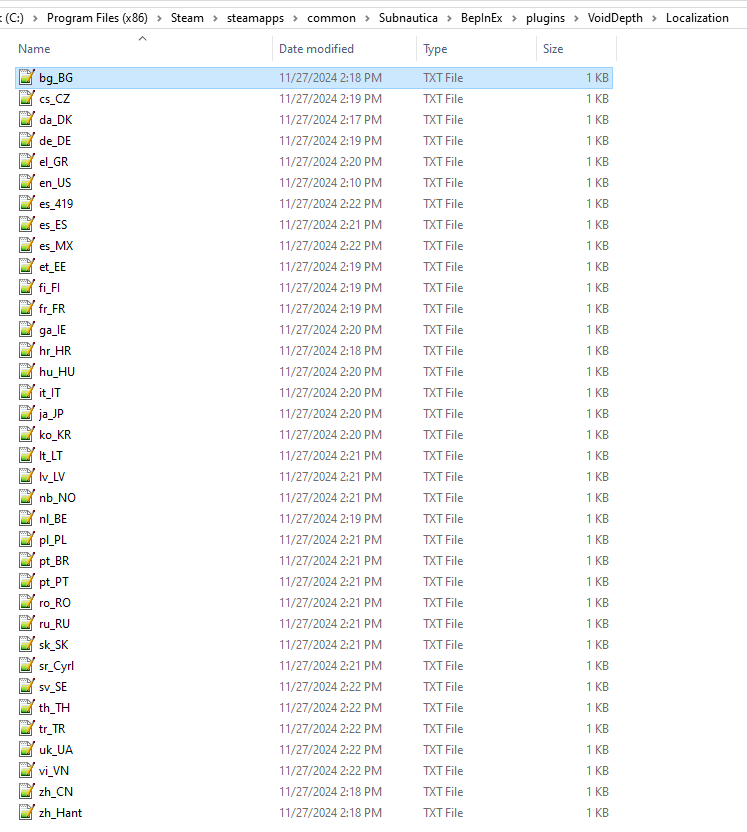 (C:) > Program Files (x86) > Steam > steamapps > common > Subnautica > BepInEx > plugins > VoidDepth > Localization
Name Date modified Type Size
bg_BG 11/27/2024 2:18 PM TXT File 1 KB
cs_CZ 11/27/2024 2:19 PM TXT File 1 KB
da_DK 11/27/2024 2:17 PM TXT File 1 KB
de_DE 11/27/2024 2:19 PM TXT File 1 KB
el_GR 11/27/2024 2:20 PM TXT File 1 KB
en_US 11/27/2024 2:10 PM TXT File 1 KB
es_419 11/27/2024 2:22 PM TXT File 1 KB
es_ES 11/27/2024 2:21 PM TXT File 1 KB
es_MX 11/27/2024 2:22 PM TXT File 1 KB
et_EE 11/27/2024 2:19 PM TXT File 1 KB
fi_FI 11/27/2024 2:19 PM TXT File 1 KB
fr_FR 11/27/2024 2:19 PM TXT File 1 KB
ga_IE 11/27/2024 2:20 PM TXT File 1 KB
hr_HR 11/27/2024 2:18 PM TXT File 1 KB
hu_HU 11/27/2024 2:20 PM TXT File 1 KB
it_IT 11/27/2024 2:20 PM TXT File 1 KB
ja_JP 11/27/2024 2:20 PM TXT File 1 KB
ko_KR 11/27/2024 2:20 PM TXT File 1 KB
lt_LT 11/27/2024 2:21 PM TXT File 1 KB
lv_LV 11/27/2024 2:21 PM TXT File 1 KB
nb_NO 11/27/2024 2:21 PM TXT File 1 KB
nl_BE 11/27/2024 2:19 PM TXT File 1 KB
pl_PL 11/27/2024 2:21 PM TXT File 1 KB
pt_BR 11/27/2024 2:21 PM TXT File 1 KB
pt_PT 11/27/2024 2:21 PM TXT File 1 KB
ro_RO 11/27/2024 2:21 PM TXT File 1 KB
ru_RU 11/27/2024 2:21 PM TXT File 1 KB
sk_SK 11/27/2024 2:21 PM TXT File 1 KB
sr_Cyrl 11/27/2024 2:21 PM TXT File 1 KB
sv_SE 11/27/2024 2:22 PM TXT File 1 KB
th_TH 11/27/2024 2:22 PM TXT File 1 KB
tr_TR 11/27/2024 2:22 PM TXT File 1 KB
uk_UA 11/27/2024 2:22 PM TXT File 1 KB
vi_VN 11/27/2024 2:22 PM TXT File 1 KB
zh_CN 11/27/2024 2:18 PM TXT File 1 KB
zh_Hant 11/27/2024 2:18 PM TXT File 1 KB